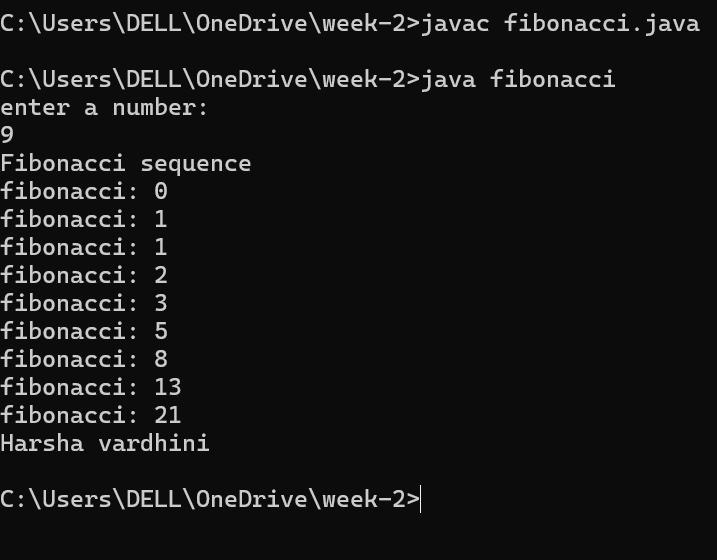 C:\Users\DELL\OneDrive\week-2>javac fibonacci.java
C:\Users\DELL\OneDrive\week-2>java fibonacci
enter a number:
9
Fibonacci sequence
fibonacci: 0
fibonacci: 1
fibonacci: 1
fibonacci: 2
fibonacci: 3
fibonacci: 5
fibonacci: 8
fibonacci: 13
fibonacci: 21
Harsha vardhini
C:\Users\DELL\OneDrive\week-2>